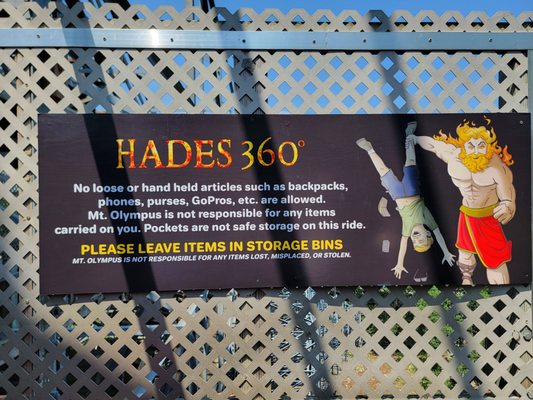 HADES 360°
No loose or hand held articles such as backpacks,
phones, purses, GoPros, etc. are allowed.
Mt. Olympus is not responsible for any items
carried on you. Pockets are not safe storage on this ride.
PLEASE LEAVE ITEMS IN STORAGE BINS
MT. OLYMPUS IS NOT RESPONSIBLE FOR ANY ITEMS LOST, MISPLACED, OR STOLEN.